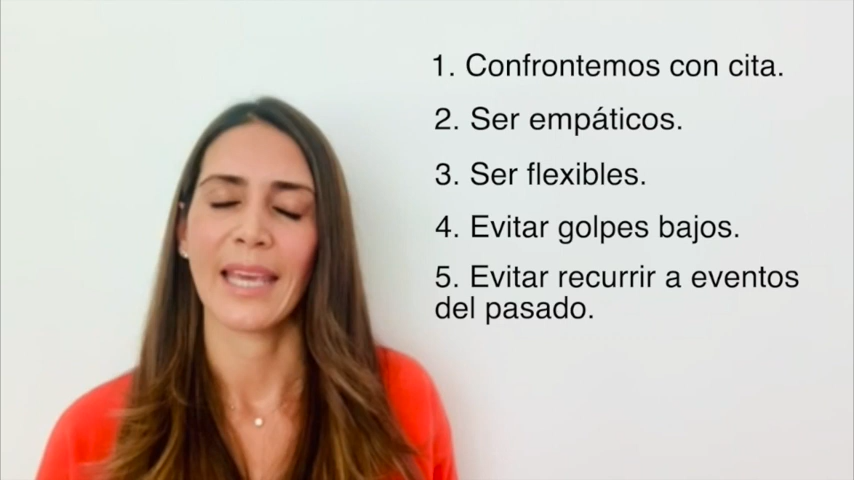 1. Confrontemos con cita.
2. Ser empáticos.
3. Ser flexibles.
4. Evitar golpes bajos.
5. Evitar recurrir a eventos
del pasado.